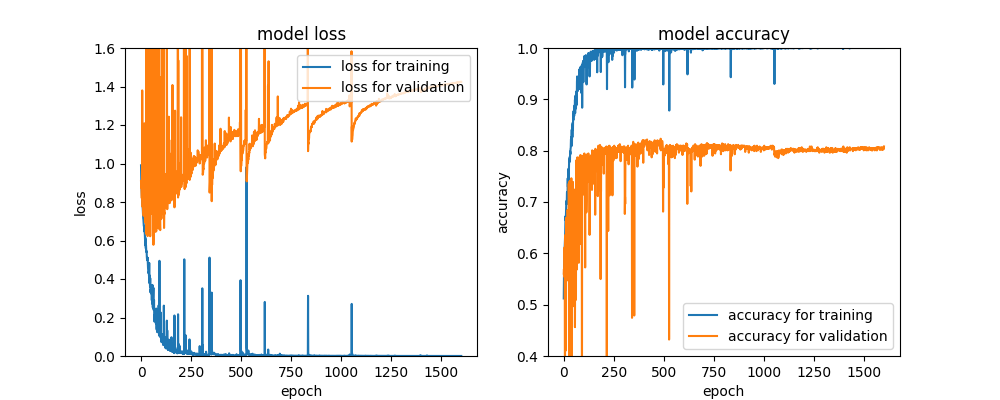 model loss
loss
1.6
1.4
1.2
1.0
0.8
0.6
0.4
0.2
0.0
0 250 500 750 1000 1250 1500
epoch
loss for training
loss for validation
model accuracy
accuracy
1.0
0.9
0.8
0.7
0.6
0.5
0.4
0 250 500 750 1000 1250 1500
epoch
accuracy for training
accuracy for validation